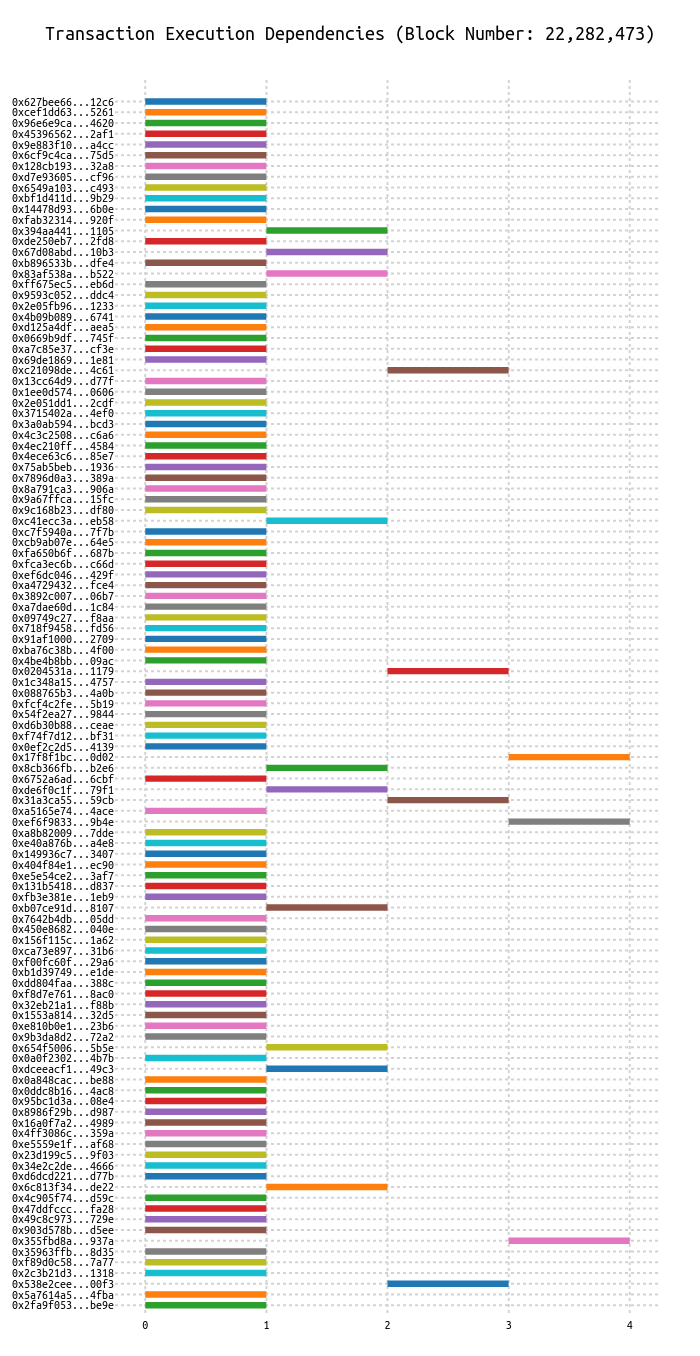 Transaction Execution Dependencies (Block Number: 22,282,473)
0x627bee66...12c6
0xcef1dd63...5261
0x96e6e9ca...4620
0x45396562...2af1
0x9e883f10...a4cc
0x6cf9c4ca...75d5
0x128cb193...32a8
0xd7e93605...cf96
0x6549a103...c493
0xbf1d411d...9b29
0x14478d93...6b0e
0xfab32314...920f
0x394aa441...1105
0xde250eb7...2fd8
0x67d08abd...10b3
0xb896533b...dfe4
0x83af538a...b522
0xff675ec5...eb6d
0x9593c052...ddc4
0x2e05fb96...1233
0x4b09b089...6741
0xd125a4df...aea5
0x0669b9df...745f
0xa7c85e37...cf3e
0x69de1869...1e81
0xc21098de...4c61
0x13cc64d9...d77f
0x1ee0d574...0606
0x2e051dd1...2cdf
0x3715402a...4ef0
0x3a0ab594...bcd3
0x4c3c2508...c6a6
0x4ec210ff...4584
0x4ece63c6...85e7
0x75ab5beb...1936
0x7896d0a3...389a
0x8a791ca3...906a
0x9a67ffca...15fc
0x9c168b23...df80
0xc41ecc3a...eb58
0xc7f5940a...7f7b
0xcb9ab07e...64e5
0xfa650b6f...687b
0xfca3ec6b...c66d
0xef6dc046...429f
0xa4729432...fce4
0x3892c007...06b7
0xa7dae60d...1c84
0x09749c27...f8aa
0x718f9458...fd56
0x91af1000...2709
0xba76c38b...4f00
0x4be4b8bb...09ac
0x0204531a...1179
0x1c348a15...4757
0x088765b3...4a0b
0xfcf4c2fe...5b19
0x54f2ea27...9844
0xd6b30b88...ceae
0xf74f7d12...bf31
0x0ef2c2d5...4139
0x17f8f1bc...0d02
0x8cb366fb...b2e6
0x6752a6ad...6cbf
0xde6f0c1f...79f1
0x31a3ca55...59cb
0xa5165e74...4ace
0xef6f9833...9b4e
0xa8b82009...7dde
0xe40a876b...a4e8
0x149936c7...3407
0x404f84e1...ec90
0xe5e54ce2...3af7
0x131b5418...d837
0xfb3e381e...1eb9
0xb07ce91d...8107
0x7642b4db...05dd
0x450e8682...040e
0x156f115c...1a62
0xca73e897...31b6
0xf00fc60f...29a6
0xb1d39749...e1de
0xdd804faa...388c
0xf8d7e761...8ac0
0x32eb21a1...f88b
0x1553a814...32d5
0xe810b0e1...23b6
0x9b3da8d2...72a2
0x654f5006...5b5e
0x0a0f2302...4b7b
0xdceeacf1...49c3
0x0a848cac...be88
0x0ddc8b16...4ac8
0x95bc1d3a...08e4
0x8986f29b...d987
0x16a0f7a2...4989
0x4ff3086c...359a
0xe5559e1f...af68
0x23d199c5...9f03
0x34e2c2de...4666
0xd6dcd221...d77b
0x6c813f34...de22
0x4c905f74...d59c
0x47ddfccc...fa28
0x49c8c973...729e
0x903d578b...d5ee
0x355fbd8a...937a
0x35963ffb...8d35
0xf89d0c58...7a77
0x2c3b21d3...1318
0x538e2cee...00f3
0x5a7614a5...4fba
0x2fa9f053...be9e
0 1 2 3 4